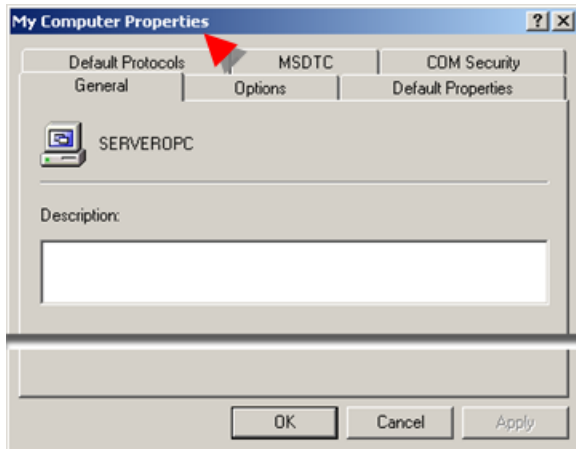 My Computer Properties
Default Protocols MSDTC COM Security
General Options Default Properties
SERVEROPC
Description:
OK Cancel Apply